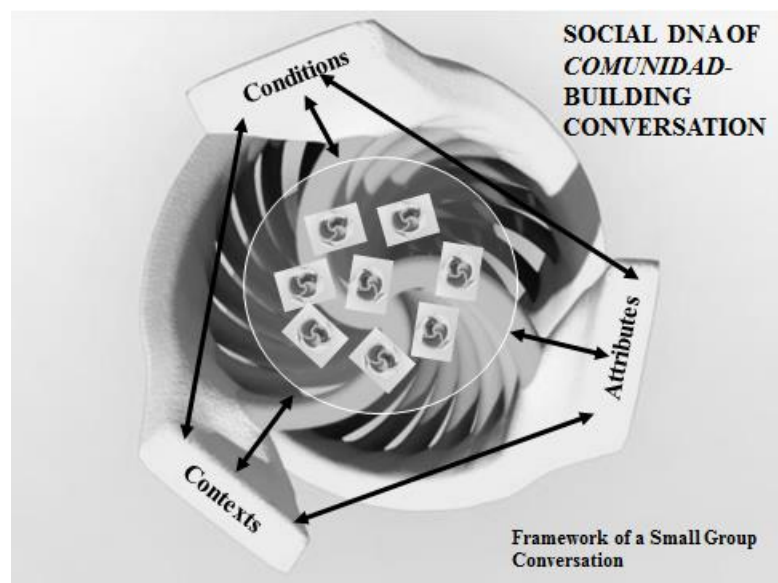 SOCIAL DNA OF
COMUNIDAD-
BUILDING
CONVERSATION
Conditions
Attributes
Contexts
Framework of a Small Group
Conversation